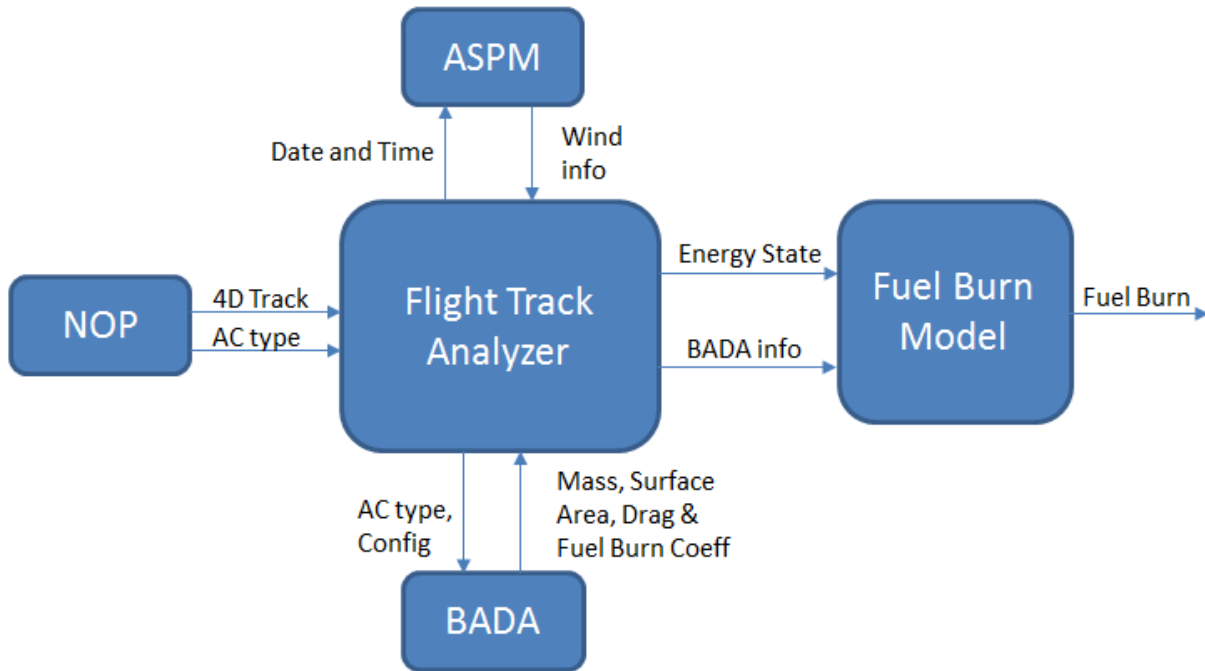 ASPM
Date and Time
Wind
info
NOP
4D Track
AC type
Flight Track
Analyzer
Energy State
BADA info
Fuel Burn
Model
Fuel Burn
AC type,
Config
Mass, Surface
Area, Drag &
Fuel Burn Coeff
BADA